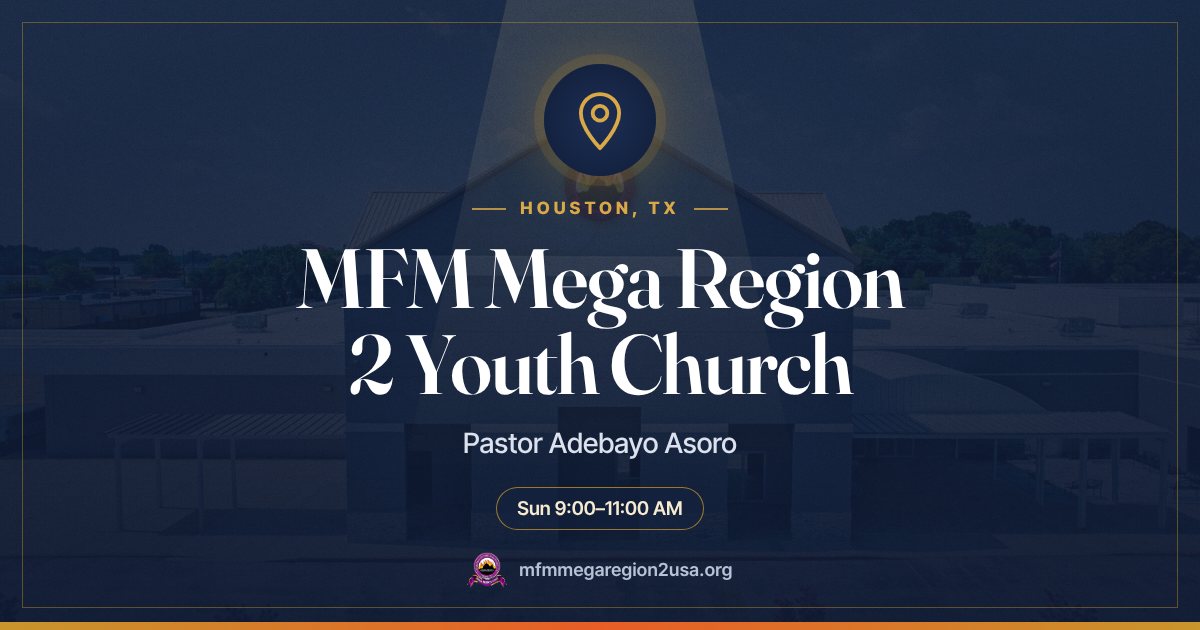 HOUSTON, TX
MFM Mega Region
2 Youth Church
Pastor Adebayo Asoro
Sun 9:00–11:00 AM
mfmmegaregion2usa.org